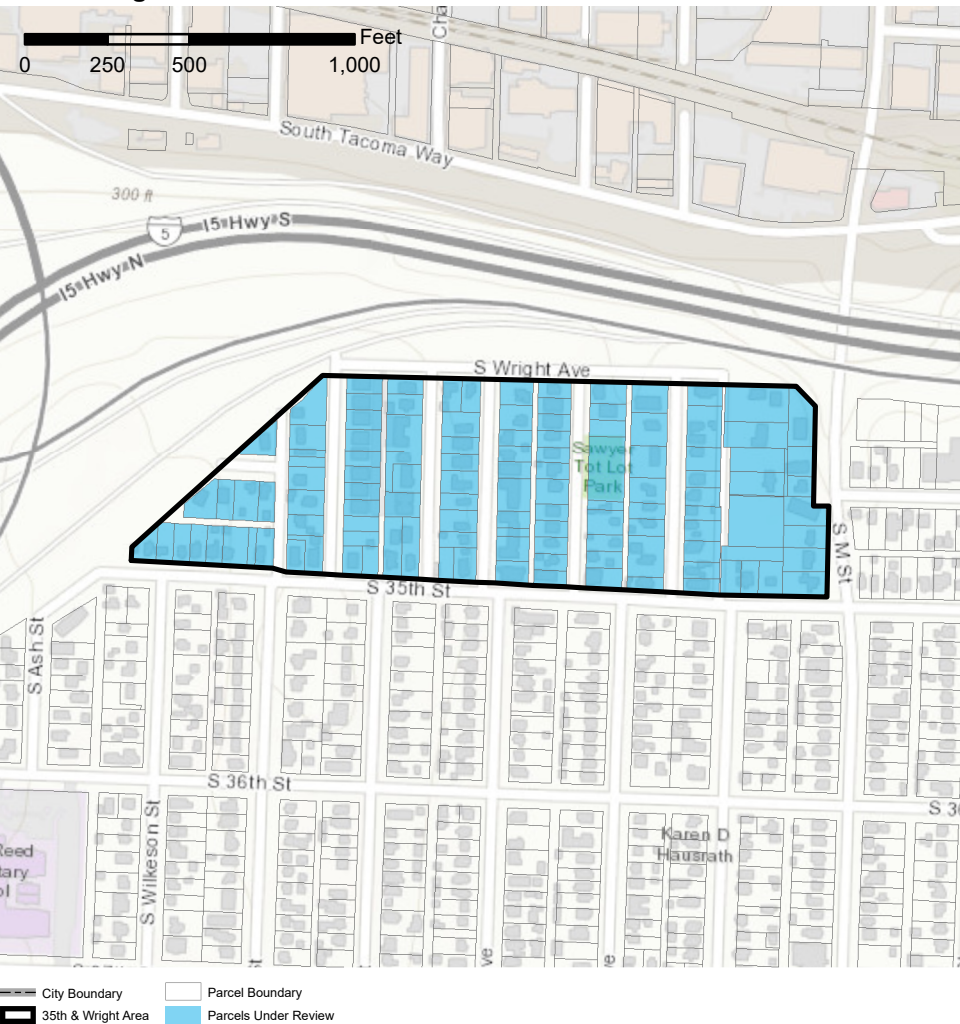 Feet
0 250 500 1,000
South Tacoma Way
300 ft
5
I5 Hwy S
I5 Hwy N
S Wright Ave
Sawyer
Tot Lot
Park
S M St
S 35th St
S Ash St
S 36th St
S 36
Karen D
Hausrath
S Wilkeson St
Reed
City Boundary
Parcel Boundary
35th & Wright Area
Parcels Under Review